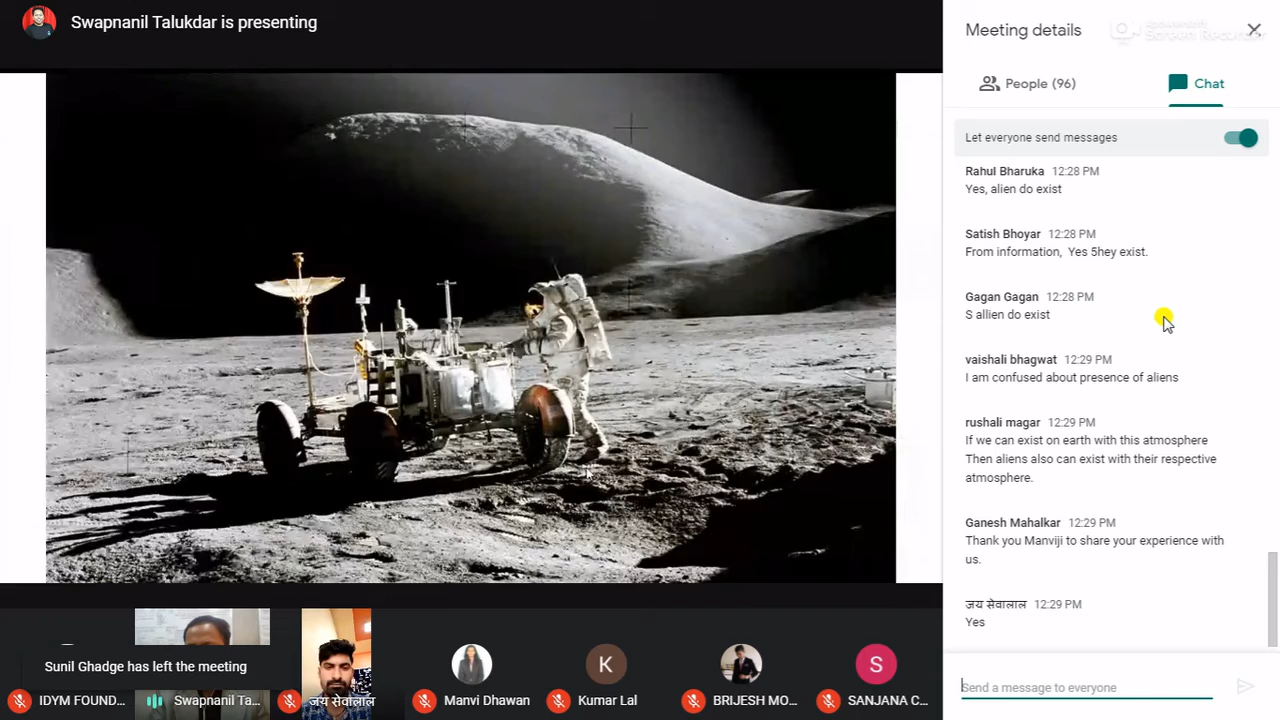 Swapnanil Talukdar is presenting
Meeting details
Screen Recorder
People (96)
Chat
Let everyone send messages
Rahul Bharuka 12:28 PM
Yes, alien do exist
Satish Bhoyar 12:28 PM
From information, Yes 5hey exist.
Gagan Gagan 12:28 PM
S allien do exist
vaishali bhagwat 12:29 PM
I am confused about presence of aliens
rushali magar 12:29 PM
If we can exist on earth with this atmosphere
Then aliens also can exist with their respective
atmosphere.
Ganesh Mahalkar 12:29 PM
Thank you Manviji to share your experience with
us.
जय सेवालाल 12:29 PM
Yes
Send a message to everyone
Sunil Ghadge has left the meeting
K
S
IDYM FOUND...
Swapnanil Ta...
जय सेवालाल
Manvi Dhawan
Kumar Lal
BRIJESH MO...
SANJANA C...